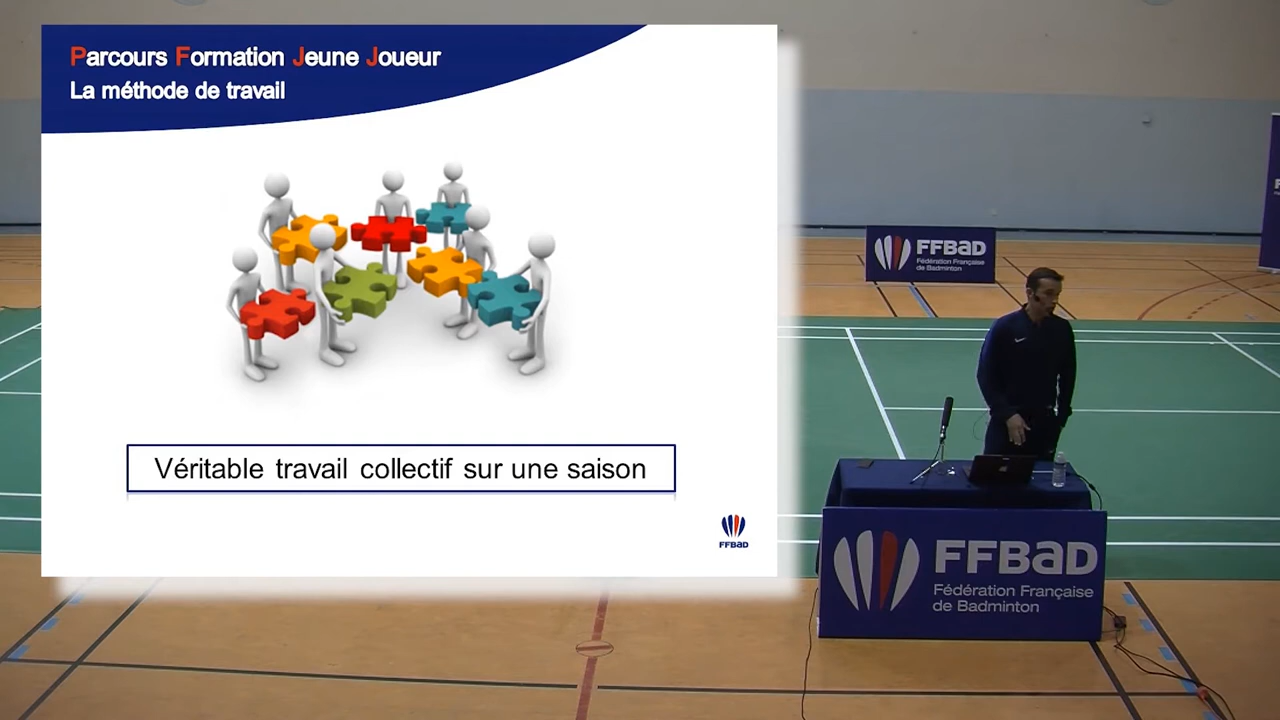 Parcours Formation Jeune Joueur
La méthode de travail
Véritable travail collectif sur une saison
FFBaD
FFBaD
Fédération Française
de Badminton
FFBaD
Fédération Française
de Badminton